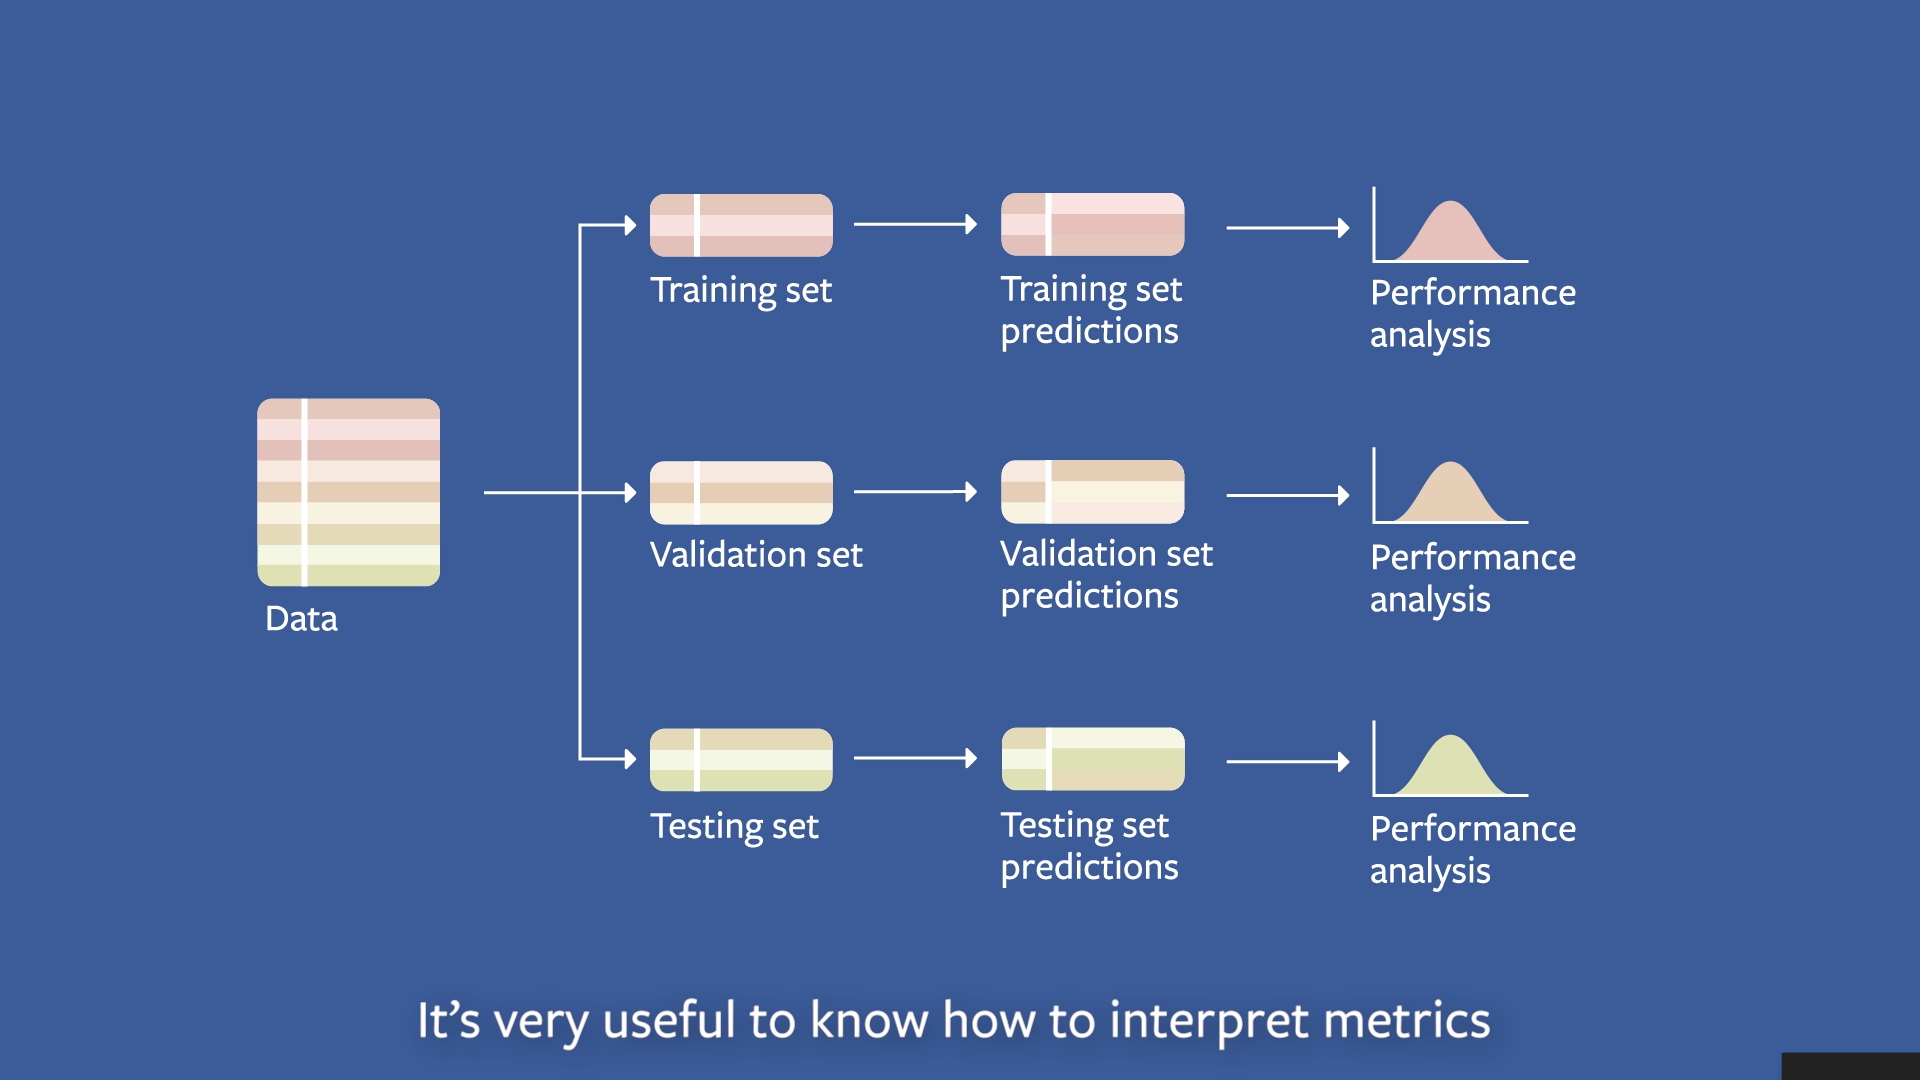 Training set
Training set
predictions
Performance
analysis
Data
Validation set
Validation set
predictions
Performance
analysis
Testing set
Testing set
predictions
Performance
analysis
It’s very useful to know how to interpret metrics